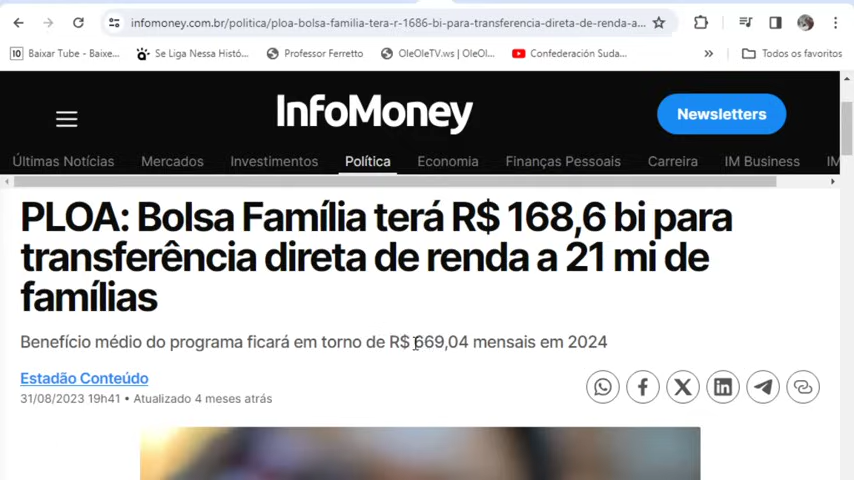 infomoney.com.br/politica/ploa-bolsa-familia-tera-r-1686-bi-para-transferencia-direta-de-renda-a...
10 Baixar Tube - Baixe... Se Liga Nessa Histó... Professor Ferretto OleOleTV.ws | OleOl... Confederación Suda... » Todos os favoritos
InfoMoney
Newsletters
Últimas Notícias Mercados Investimentos Política Economia Finanças Pessoais Carreira IM Business IM
PLOA: Bolsa Família terá R$ 168,6 bi para
transferência direta de renda a 21 mi de
famílias
Benefício médio do programa ficará em torno de R$ 669,04 mensais em 2024
Estadão Conteúdo
31/08/2023 19h41 • Atualizado 4 meses atrás